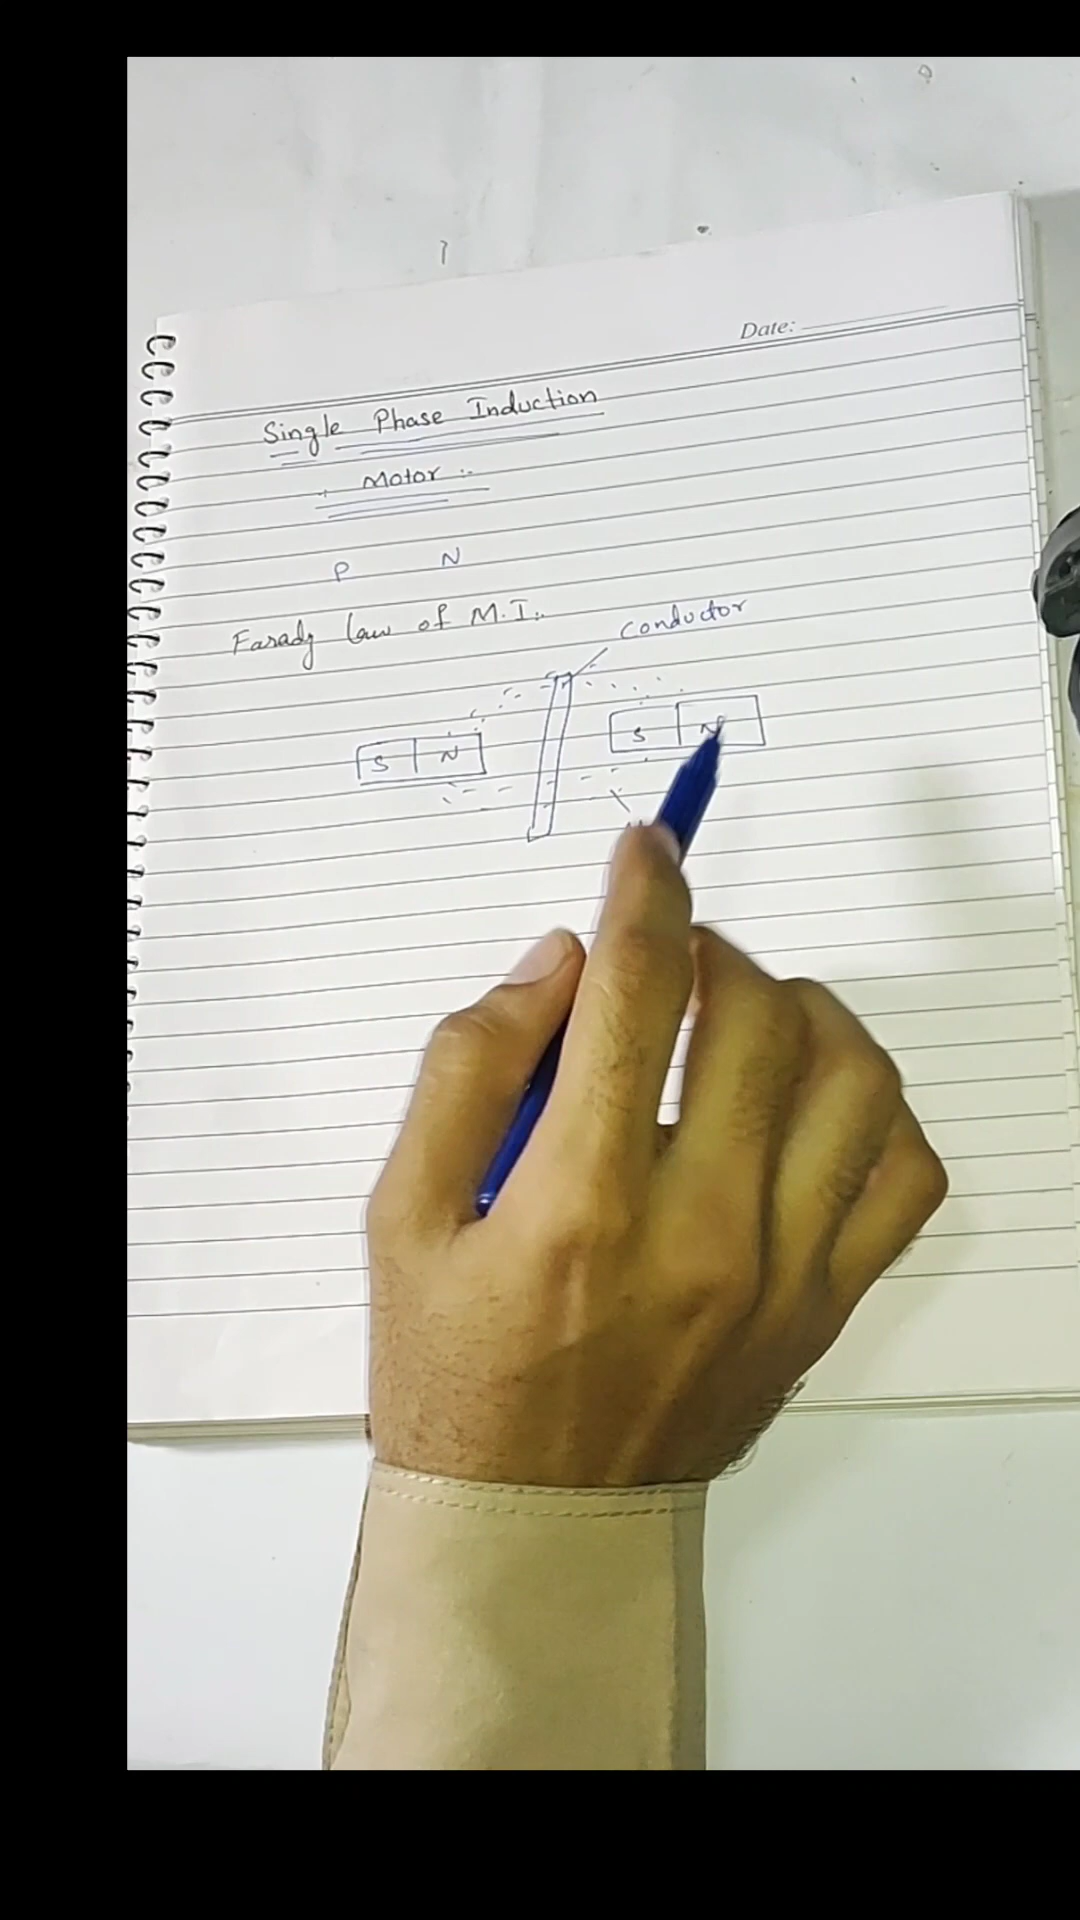 Date:
Single Phase Induction
Motor :-
P N
Farady law of M.I:.
Conductor
S N S N